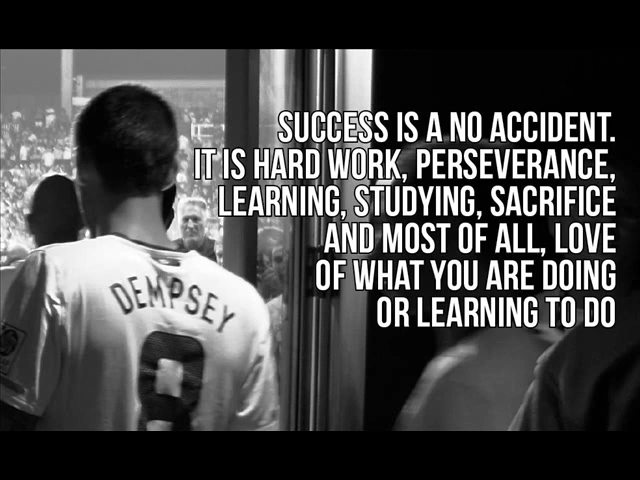 SUCCESS IS A NO ACCIDENT.
IT IS HARD WORK, PERSEVERANCE,
LEARNING, STUDYING, SACRIFICE
AND MOST OF ALL, LOVE
OF WHAT YOU ARE DOING
OR LEARNING TO DO
DEMPSEY